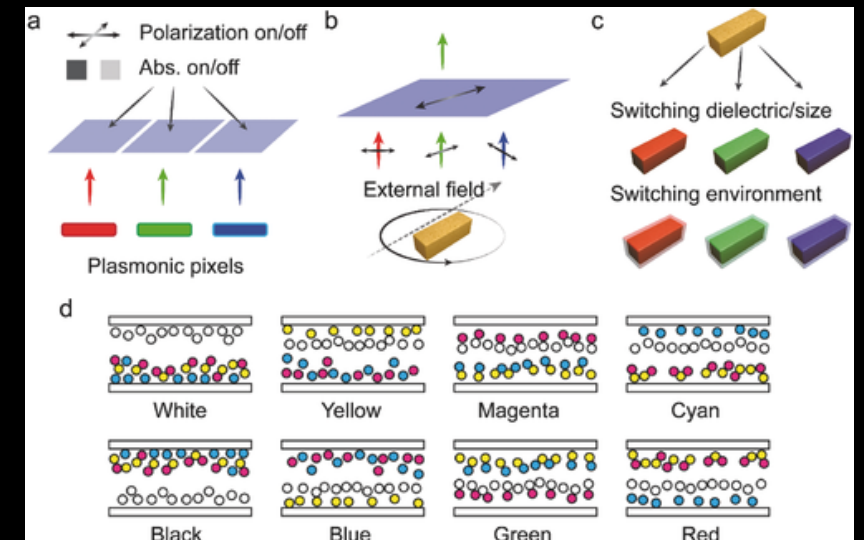 a
Polarization on/off
Abs. on/off
Plasmonic pixels
b
External field
c
Switching dielectric/size
Switching environment
d
White
Yellow
Magenta
Cyan
Black
Blue
Green
Red